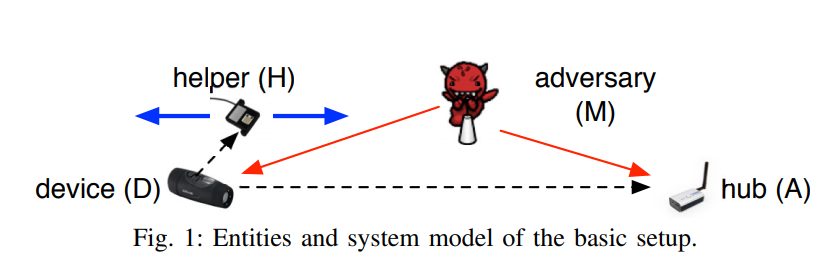 helper (H)
adversary
(M)
device (D)
hub (A)
Fig. 1: Entities and system model of the basic setup.